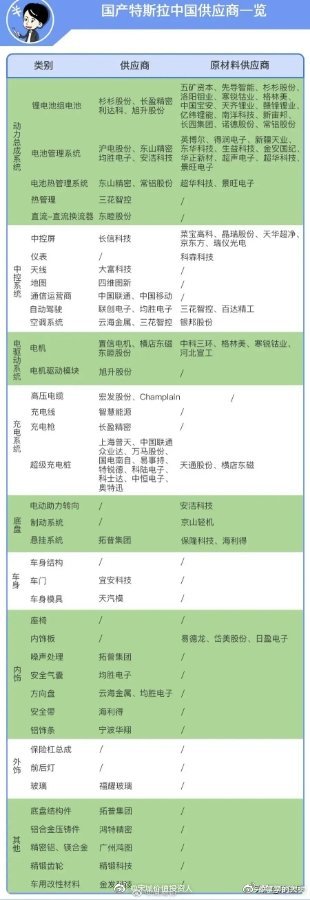 国产特斯拉中国供应商一览
类别 供应商 原材料供应商
动力总成系统
锂电池组电池 杉杉股份、长盈精密 五矿资本、先导智能、杉杉股份、
利达科、旭升股份 洛阳钼业、寒锐钴业、格林美、
中国宝安、天齐锂业、赣锋锂业、
亿纬锂能、南洋科技、新宙邦、
长园集团、诺德股份、常铝股份
电池管理系统 沪电股份、东山精密 英博尔、得润电子、新疆天业、
均胜电子、安洁科技 东华科技、生益科技、金安国纪、
华正新材、超声电子、超华科技、
景旺电子
电池热管理系统 东山精密、常铝股份 超华科技、景旺电子
热管理 三花智控 /
直流-直流换流器 东睦股份 /
中控系统
中控屏 长信科技 菜宝高科、晶瑞股份、天华超净、
京东方、瑞仪光电
仪表 / 科森科技
天线 大富科技 /
地图 四维图新 /
通信运营商 中国联通、中国移动 /
自动驾驶 联创电子、均胜电子 三花智控、百达精工
空调系统 云海金属、三花智控 银邦股份
电驱动系统
电机 置信电机、横店东磁 中科三环、格林美、寒锐钴业、
东睦股份 河北宣工
电机驱动模块 旭升股份 /
充电系统
高压电缆 宏发股份、Champlain /
充电线 智慧能源 /
充电枪 长盈精密 /
超级充电桩 上海普天、中国联通 天通股份、横店东磁
众业达、万马股份、
国电南自、易事特、
特锐德、科陆电子、
科士达、中恒电子、
奥特迅
底盘
电动助力转向 / 安洁科技
制动系统 / 京山轻机
悬挂系统 拓普集团 保隆科技、海利得
车身
车身结构 / /
车门 宜安科技 /
车身模具 天汽模 /
内饰
座椅 / /
内饰板 / 易德龙、岱美股份、日盈电子
噪声处理 拓普集团 /
安全气囊 均胜电子 /
方向盘 云海金属、均胜电子 /
安全带 海利得 /
铝饰条 宁波华翔 /
外饰
保险杠总成 / /
前后灯 / /
玻璃 福耀玻璃 /
其他
底盘结构件 拓普集团 /
铝合金压铸件 鸿特精密 /
精密铝、镁合金 广州鸿图 /
精锻齿轮 精锻科技 /
车用改性材料 金发